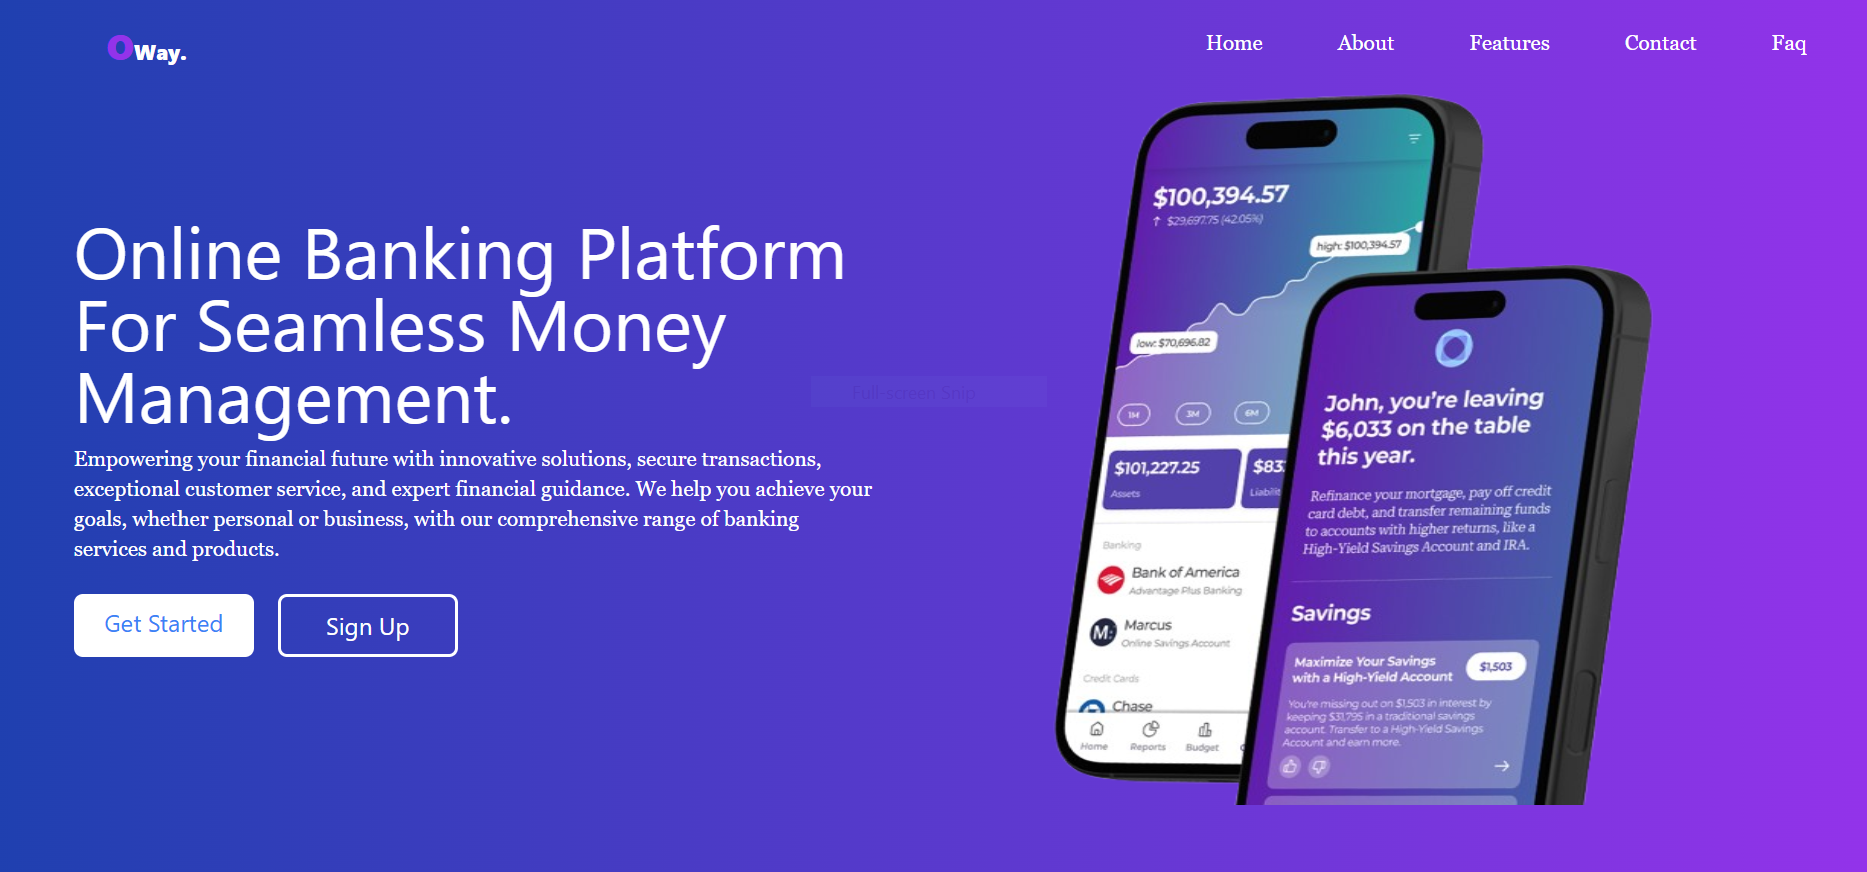 OWay.
Home About Features Contact Faq
Online Banking Platform
For Seamless Money
Management.
Empowering your financial future with innovative solutions, secure transactions,
exceptional customer service, and expert financial guidance. We help you achieve your
goals, whether personal or business, with our comprehensive range of banking
services and products.
Get Started
Sign Up
Full-screen Snip
$100,394.57
↑ $29,697.75 (42.05%)
high: $100,394.57
low: $70,696.82
1M 3M 6M
$101,227.25
Assets
$83
Liabilit
Banking
Bank of America
Advantage Plus Banking
M:
Marcus
Online Savings Account
Credit Cards
Chase
Home Reports Budget
John, you're leaving
$6,033 on the table
this year.
Refinance your mortgage, pay off credit
card debt, and transfer remaining funds
to accounts with higher returns, like a
High-Yield Savings Account and IRA.
Savings
Maximize Your Savings
with a High-Yield Account
$1,503
You're missing out on $1,503 in interest by
keeping $31,795 in a traditional savings
account. Transfer to a High-Yield Savings
Account and earn more.